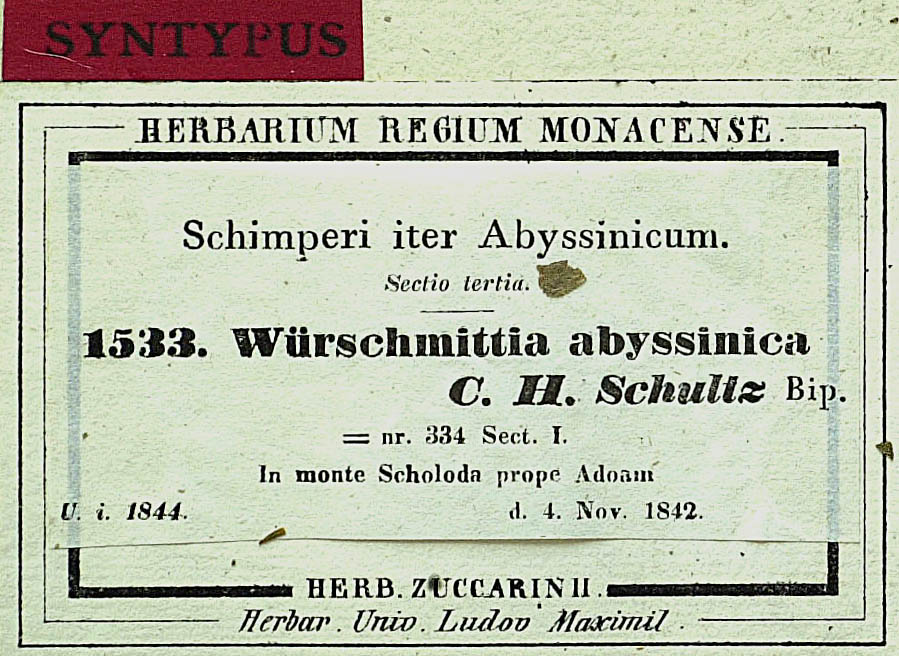 SYNTYPUS
HERBARIUM REGIUM MONACENSE.
Schimperi iter Abyssinicum.
Sectio tertia.
1533. Würschmittia abyssinica
C. H. Schultz Bip.
= nr. 334 Sect. I.
In monte Scholoda prope Adoam
U. i. 1844. d. 4. Nov. 1842.
HERB. ZUCCARINII.
Herbar. Univ. Ludov Maximil.